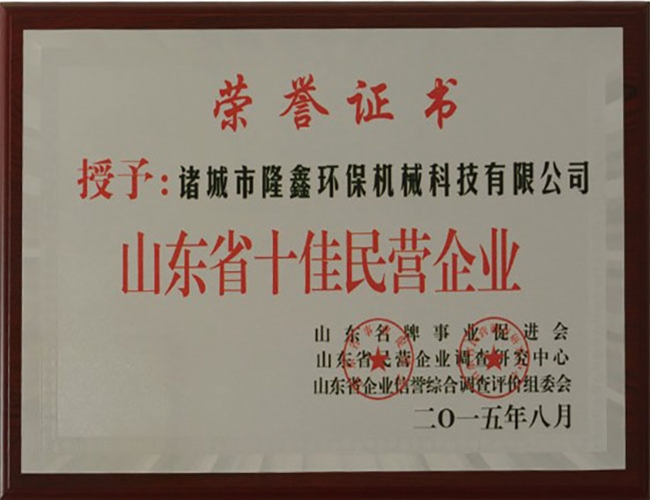 荣誉证书
授予：诸城市隆鑫环保机械科技有限公司
山东省十佳民营企业
山东名牌事业促进会
山东省民营企业调查研究中心
山东省企业信誉综合调查评价组委会
二O一五年八月